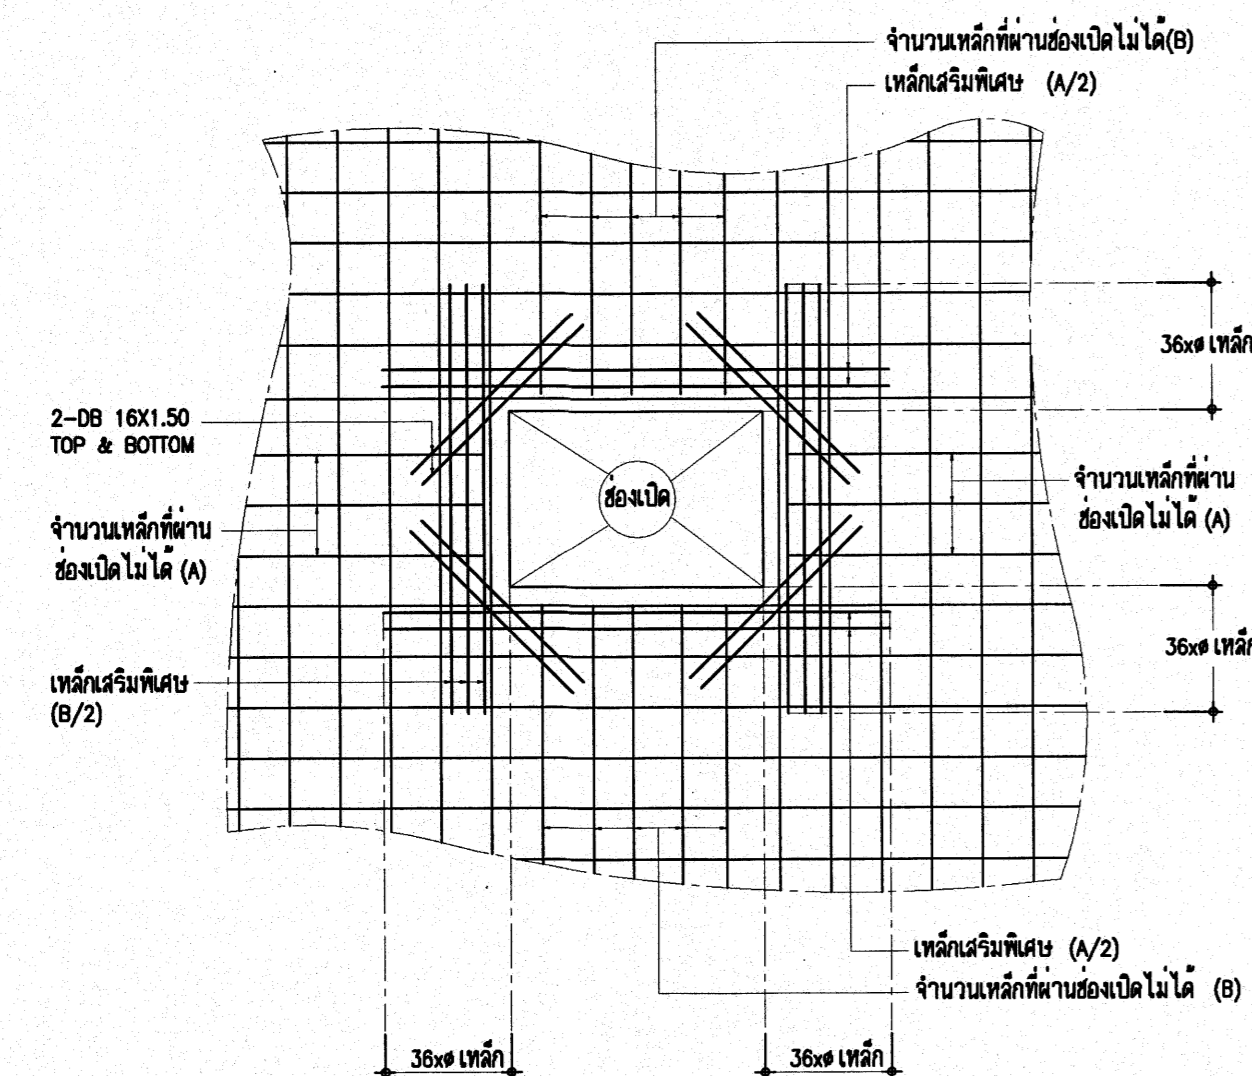 จำนวนเหล็กที่ผ่านช่องเปิดไม่ได้(B)
เหล็กเสริมพิเศษ (A/2)
36xø เหล็ก
2-DB 16X1.50
TOP & BOTTOM
ช่องเปิด
จำนวนเหล็กที่ผ่าน
ช่องเปิดไม่ได้ (A)
จำนวนเหล็กที่ผ่าน
ช่องเปิดไม่ได้ (A)
36xø เหล็ก
เหล็กเสริมพิเศษ
(B/2)
เหล็กเสริมพิเศษ (A/2)
จำนวนเหล็กที่ผ่านช่องเปิดไม่ได้ (B)
36xø เหล็ก
36xø เหล็ก